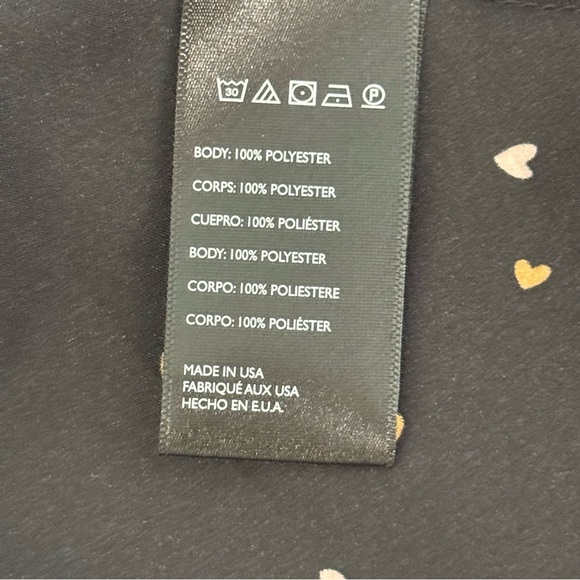 30 P
BODY: 100% POLYESTER
CORPS: 100% POLYESTER
CUEPRO: 100% POLIÉSTER
BODY: 100% POLYESTER
CORPO: 100% POLIESTERE
CORPO: 100% POLIÉSTER
MADE IN USA
FABRIQUÉ AUX USA
HECHO EN E.U.A.